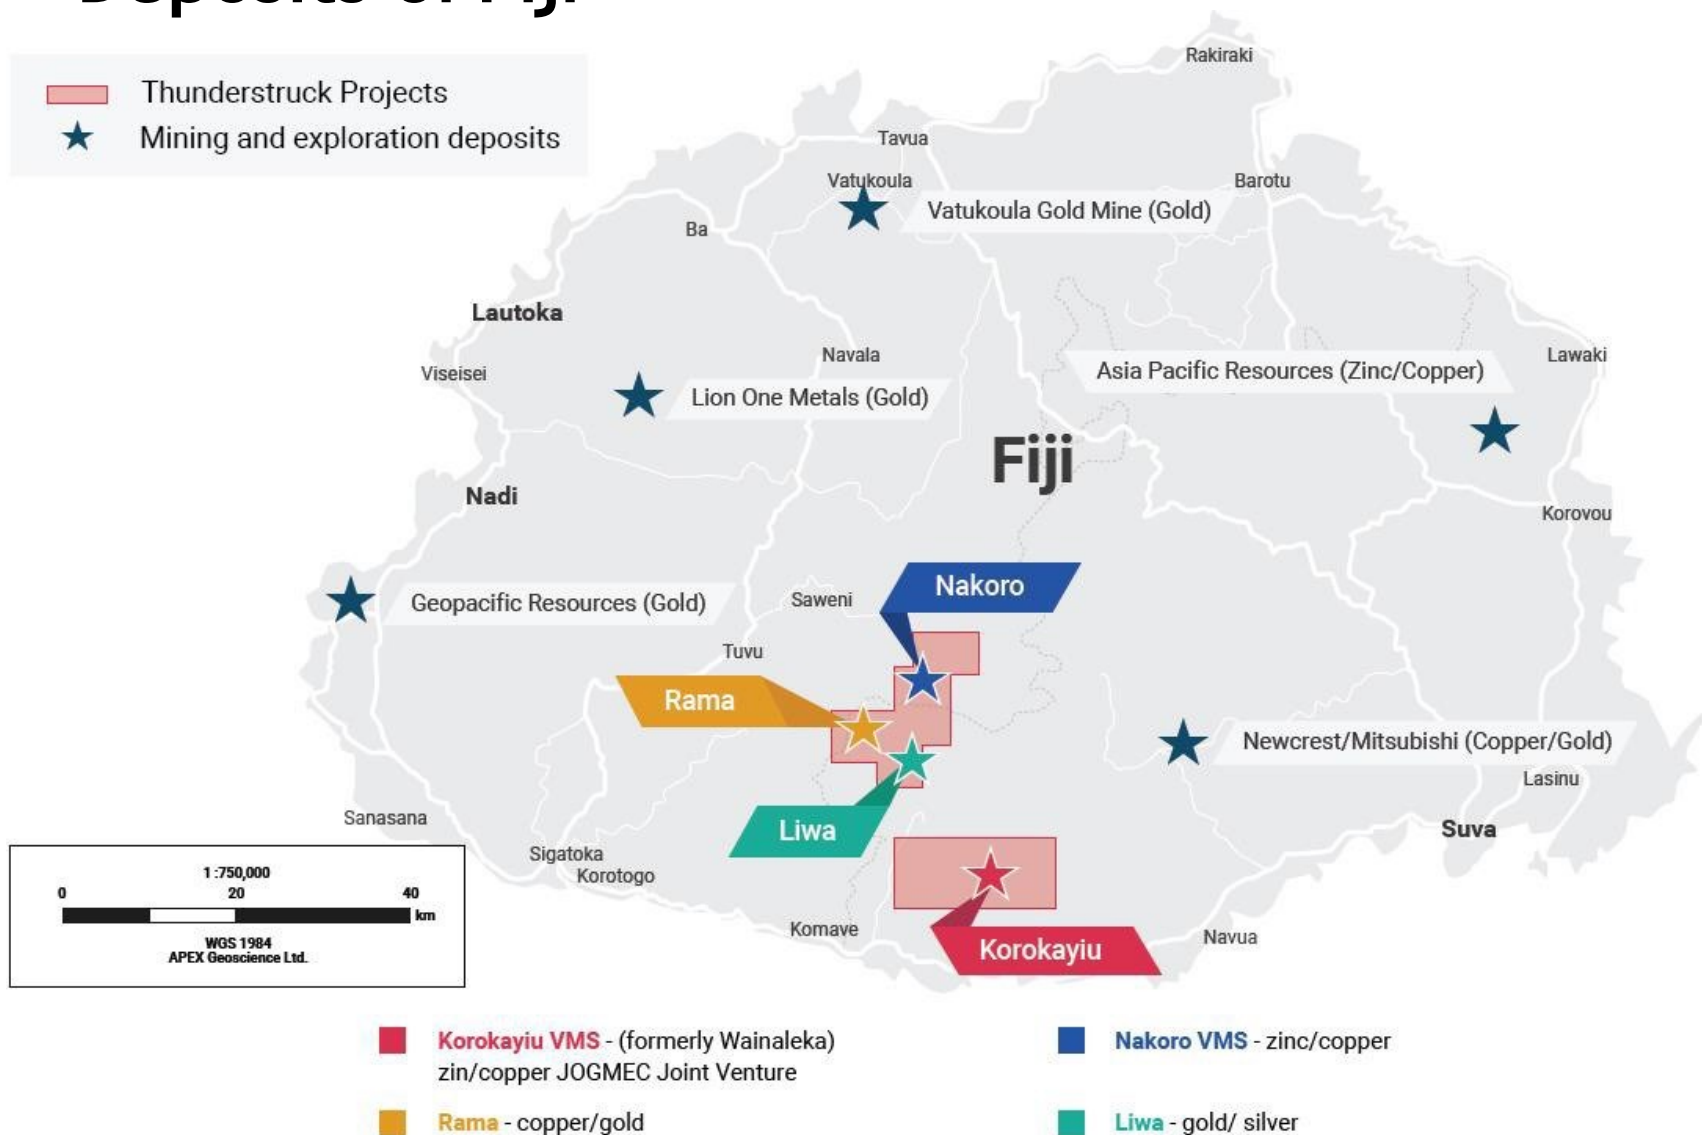 Deposits of Fiji
Thunderstruck Projects
Mining and exploration deposits
Rakiraki
Tavua
Vatukoula
Barotu
Vatukoula Gold Mine (Gold)
Ba
Lautoka
Navala
Lawaki
Viseisei
Asia Pacific Resources (Zinc/Copper)
Lion One Metals (Gold)
Fiji
Nadi
Korovou
Nakoro
Saweni
Geopacific Resources (Gold)
Tuvu
Rama
Newcrest/Mitsubishi (Copper/Gold)
Lasinu
Sanasana
Liwa
Suva
Sigatoka
Korotogo
1 :750,000
0 20 40
km
WGS 1984
APEX Geoscience Ltd.
Komave
Navua
Korokayiu
Korokayiu VMS - (formerly Wainaleka)
zin/copper JOGMEC Joint Venture
Nakoro VMS - zinc/copper
Rama - copper/gold
Liwa - gold/ silver